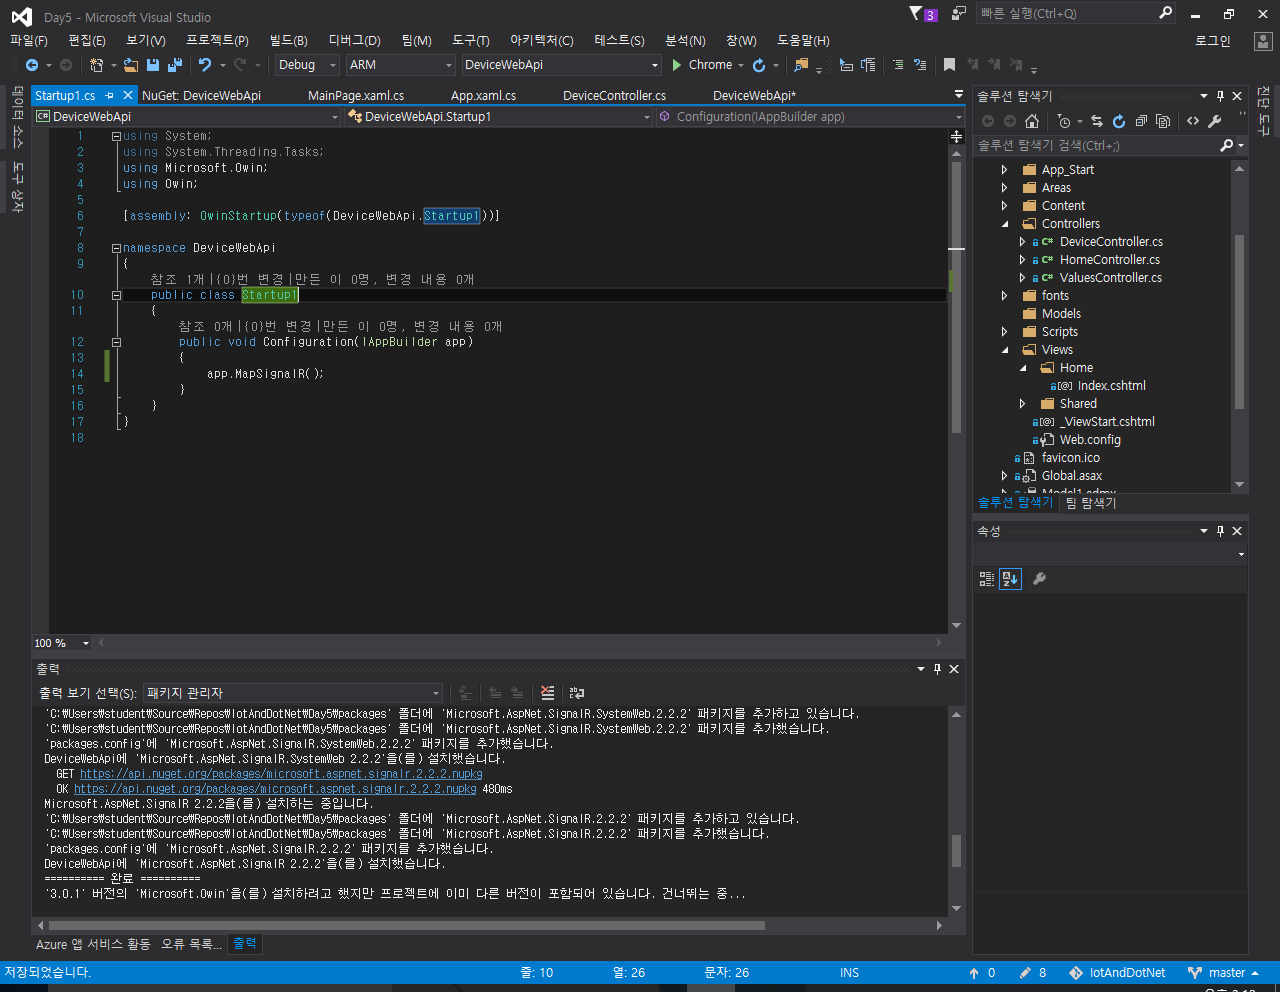 Day5 - Microsoft Visual Studio
3
빠른 실행(Ctrl+Q)
파일(F) 편집(E) 보기(V) 프로젝트(P) 빌드(B) 디버그(D) 팀(M) 도구(T) 아키텍처(C) 테스트(S) 분석(N) 창(W) 도움말(H)
로그인
Debug ARM DeviceWebApi Chrome
데이터 소스
도구 상자
Startup1.cs NuGet: DeviceWebApi MainPage.xaml.cs App.xaml.cs DeviceController.cs DeviceWebApi*
DeviceWebApi DeviceWebApi.Startup1 Configuration(IAppBuilder app)
1 using System;
2 using System.Threading.Tasks;
3 using Microsoft.Owin;
4 using Owin;
5
6 [assembly: OwinStartup(typeof(DeviceWebApi.Startup1))]
7
8 namespace DeviceWebApi
9 {
참조 1개|{0}번 변경|만든 이 0명, 변경 내용 0개
10 public class Startup1
11 {
참조 0개|{0}번 변경|만든 이 0명, 변경 내용 0개
12 public void Configuration(IAppBuilder app)
13 {
14 app.MapSignalR();
15 }
16 }
17 }
18
100 %
솔루션 탐색기
솔루션 탐색기 검색(Ctrl+;)
App_Start
Areas
Content
Controllers
C# DeviceController.cs
C# HomeController.cs
C# ValuesController.cs
fonts
Models
Scripts
Views
Home
[@] Index.cshtml
Shared
[@] _ViewStart.cshtml
Web.config
favicon.ico
Global.asax
Model1.edmx
솔루션 탐색기 팀 탐색기
진단 도구
속성
출력
출력 보기 선택(S): 패키지 관리자
'C:₩Users₩student₩Source₩Repos₩IotAndDotNet₩Day5₩packages' 폴더에 'Microsoft.AspNet.SignalR.SystemWeb.2.2.2' 패키지를 추가하고 있습니다.
'C:₩Users₩student₩Source₩Repos₩IotAndDotNet₩Day5₩packages' 폴더에 'Microsoft.AspNet.SignalR.SystemWeb.2.2.2' 패키지를 추가했습니다.
'packages.config'에 'Microsoft.AspNet.SignalR.SystemWeb.2.2.2' 패키지를 추가했습니다.
DeviceWebApi에 'Microsoft.AspNet.SignalR.SystemWeb 2.2.2'을(를) 설치했습니다.
GET https://api.nuget.org/packages/microsoft.aspnet.signalr.2.2.2.nupkg
OK https://api.nuget.org/packages/microsoft.aspnet.signalr.2.2.2.nupkg 480ms
Microsoft.AspNet.SignalR 2.2.2을(를) 설치하는 중입니다.
'C:₩Users₩student₩Source₩Repos₩IotAndDotNet₩Day5₩packages' 폴더에 'Microsoft.AspNet.SignalR.2.2.2' 패키지를 추가하고 있습니다.
'C:₩Users₩student₩Source₩Repos₩IotAndDotNet₩Day5₩packages' 폴더에 'Microsoft.AspNet.SignalR.2.2.2' 패키지를 추가했습니다.
'packages.config'에 'Microsoft.AspNet.SignalR.2.2.2' 패키지를 추가했습니다.
DeviceWebApi에 'Microsoft.AspNet.SignalR 2.2.2'을(를) 설치했습니다.
========== 완료 ==========
'3.0.1' 버전의 'Microsoft.Owin'을(를) 설치하려고 했지만 프로젝트에 이미 다른 버전이 포함되어 있습니다. 건너뛰는 중...
Azure 앱 서비스 활동 오류 목록... 출력
저장되었습니다. 줄: 10 열: 26 문자: 26 INS 0 8 IotAndDotNet master